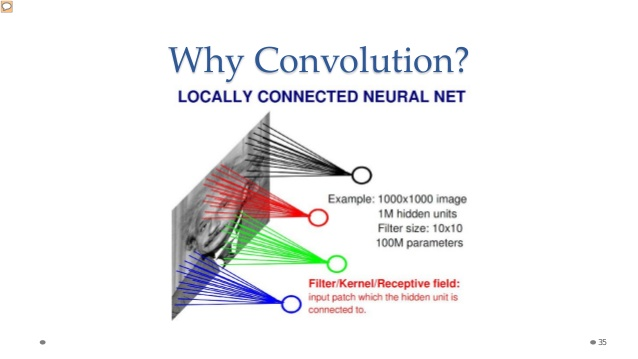 Why Convolution?
LOCALLY CONNECTED NEURAL NET
Example: 1000x1000 image
1M hidden units
Filter size: 10x10
100M parameters
Filter/Kernel/Receptive field:
input patch which the hidden unit is
connected to.
35